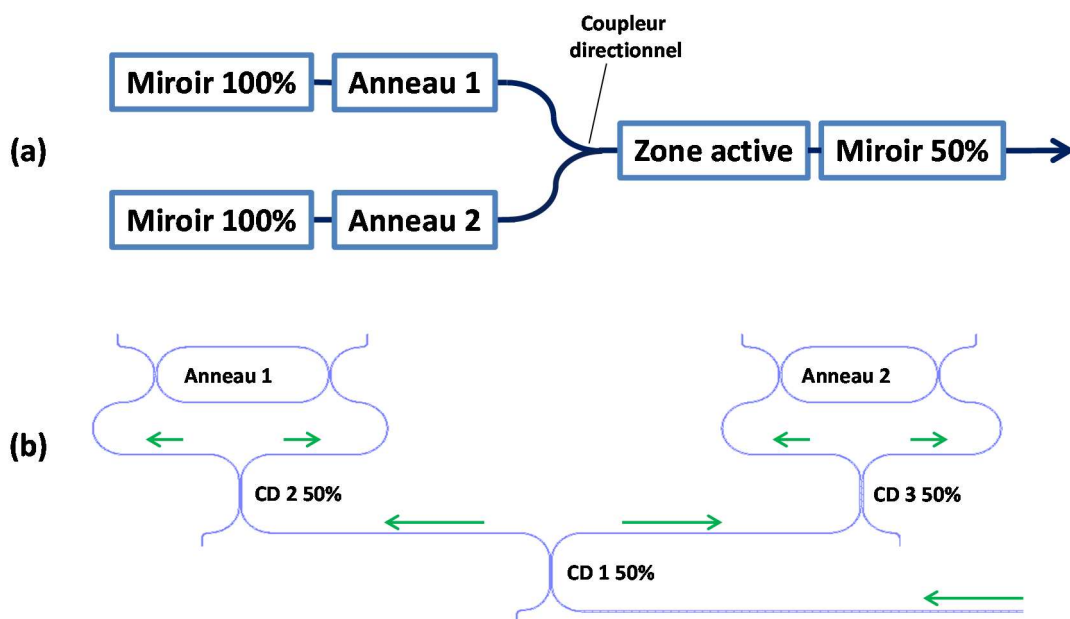 Coupleur
directionnel
Miroir 100%
Anneau 1
(a)
Zone active
Miroir 50%
Miroir 100%
Anneau 2
Anneau 1
Anneau 2
(b)
CD 2 50%
CD 3 50%
CD 1 50%